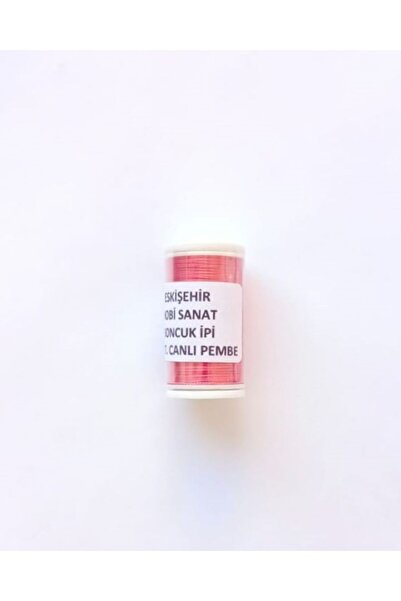 ESKİŞEHİR
OBİ SANAT
ONCUK İPİ
. CANLI PEMBE